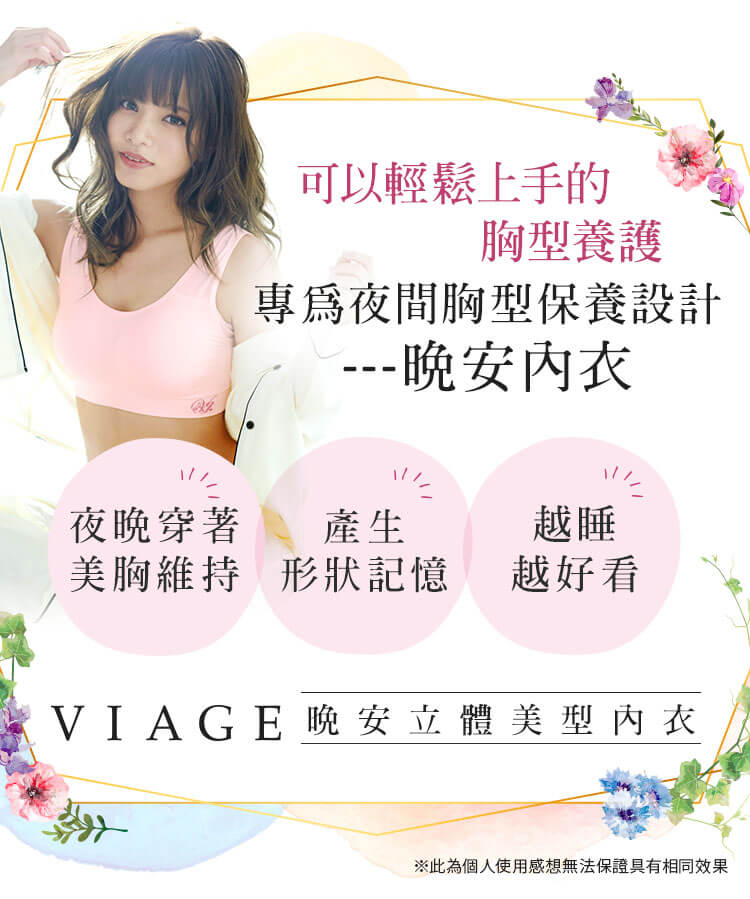 可以輕鬆上手的
胸型養護
專爲夜間胸型保養設計
---晚安內衣
夜晚穿著
美胸維持
產生
形狀記憶
越睡
越好看
VIAGE 晚安立體美型內衣
※此為個人使用感想無法保證具有相同效果